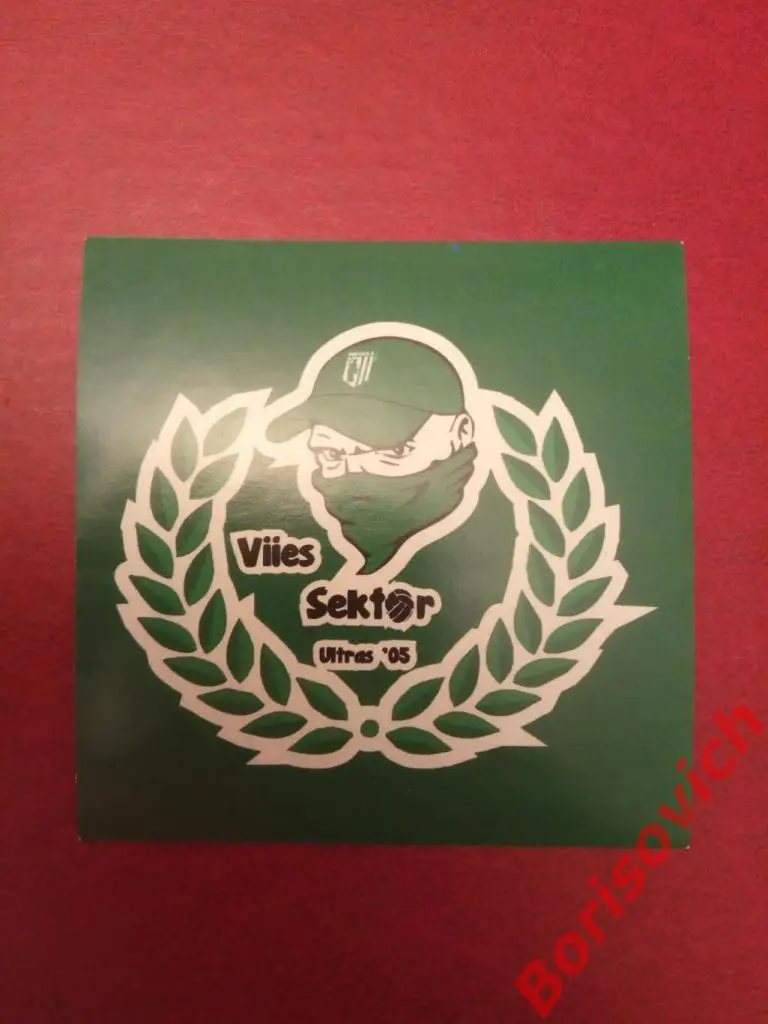 Viies
Sektor
Ultras '05
Borisovich